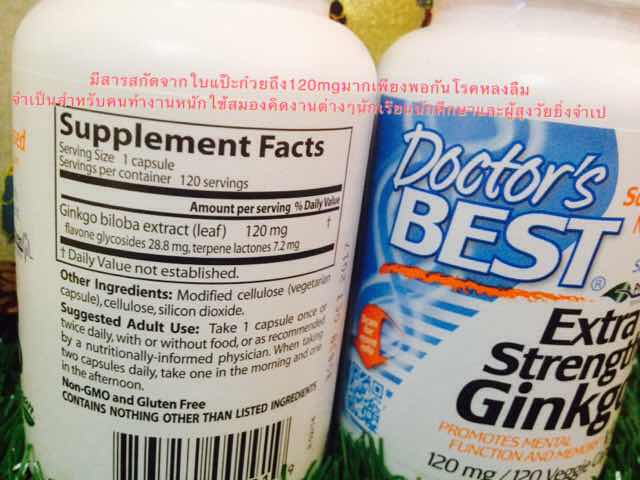 มีสารสกัดจากใบแป๊ะก๋วยถึง120mgมากเพียงพอกันโรคหลงลืม
จำเป็นสำหรับคนทำงานหนักใช้สมองคิดงานต่างๆนักเรียนนักศึกษาและผู้สูงวัยยิ่งจำเป
Supplement Facts
Serving Size 1 capsule
Servings per container 120 servings
Amount per serving % Daily Value
Ginkgo biloba extract (leaf) 120 mg †
flavone glycosides 28.8 mg, terpene lactones 7.2 mg
† Daily Value not established.
Other Ingredients: Modified cellulose (vegetarian
capsule), cellulose, silicon dioxide.
Suggested Adult Use: Take 1 capsule once or
twice daily, with or without food, or as recommended
by a nutritionally-informed physician. When taking
two capsules daily, take one in the morning and one
in the afternoon.
Non-GMO and Gluten Free
CONTAINS NOTHING OTHER THAN LISTED INGREDIENTS
2017
Doctor's
BEST®
Extra
Strength
Ginkgo
PROMOTES MENTAL
FUNCTION AND MEMORY
120 mg / 120 Veggie C